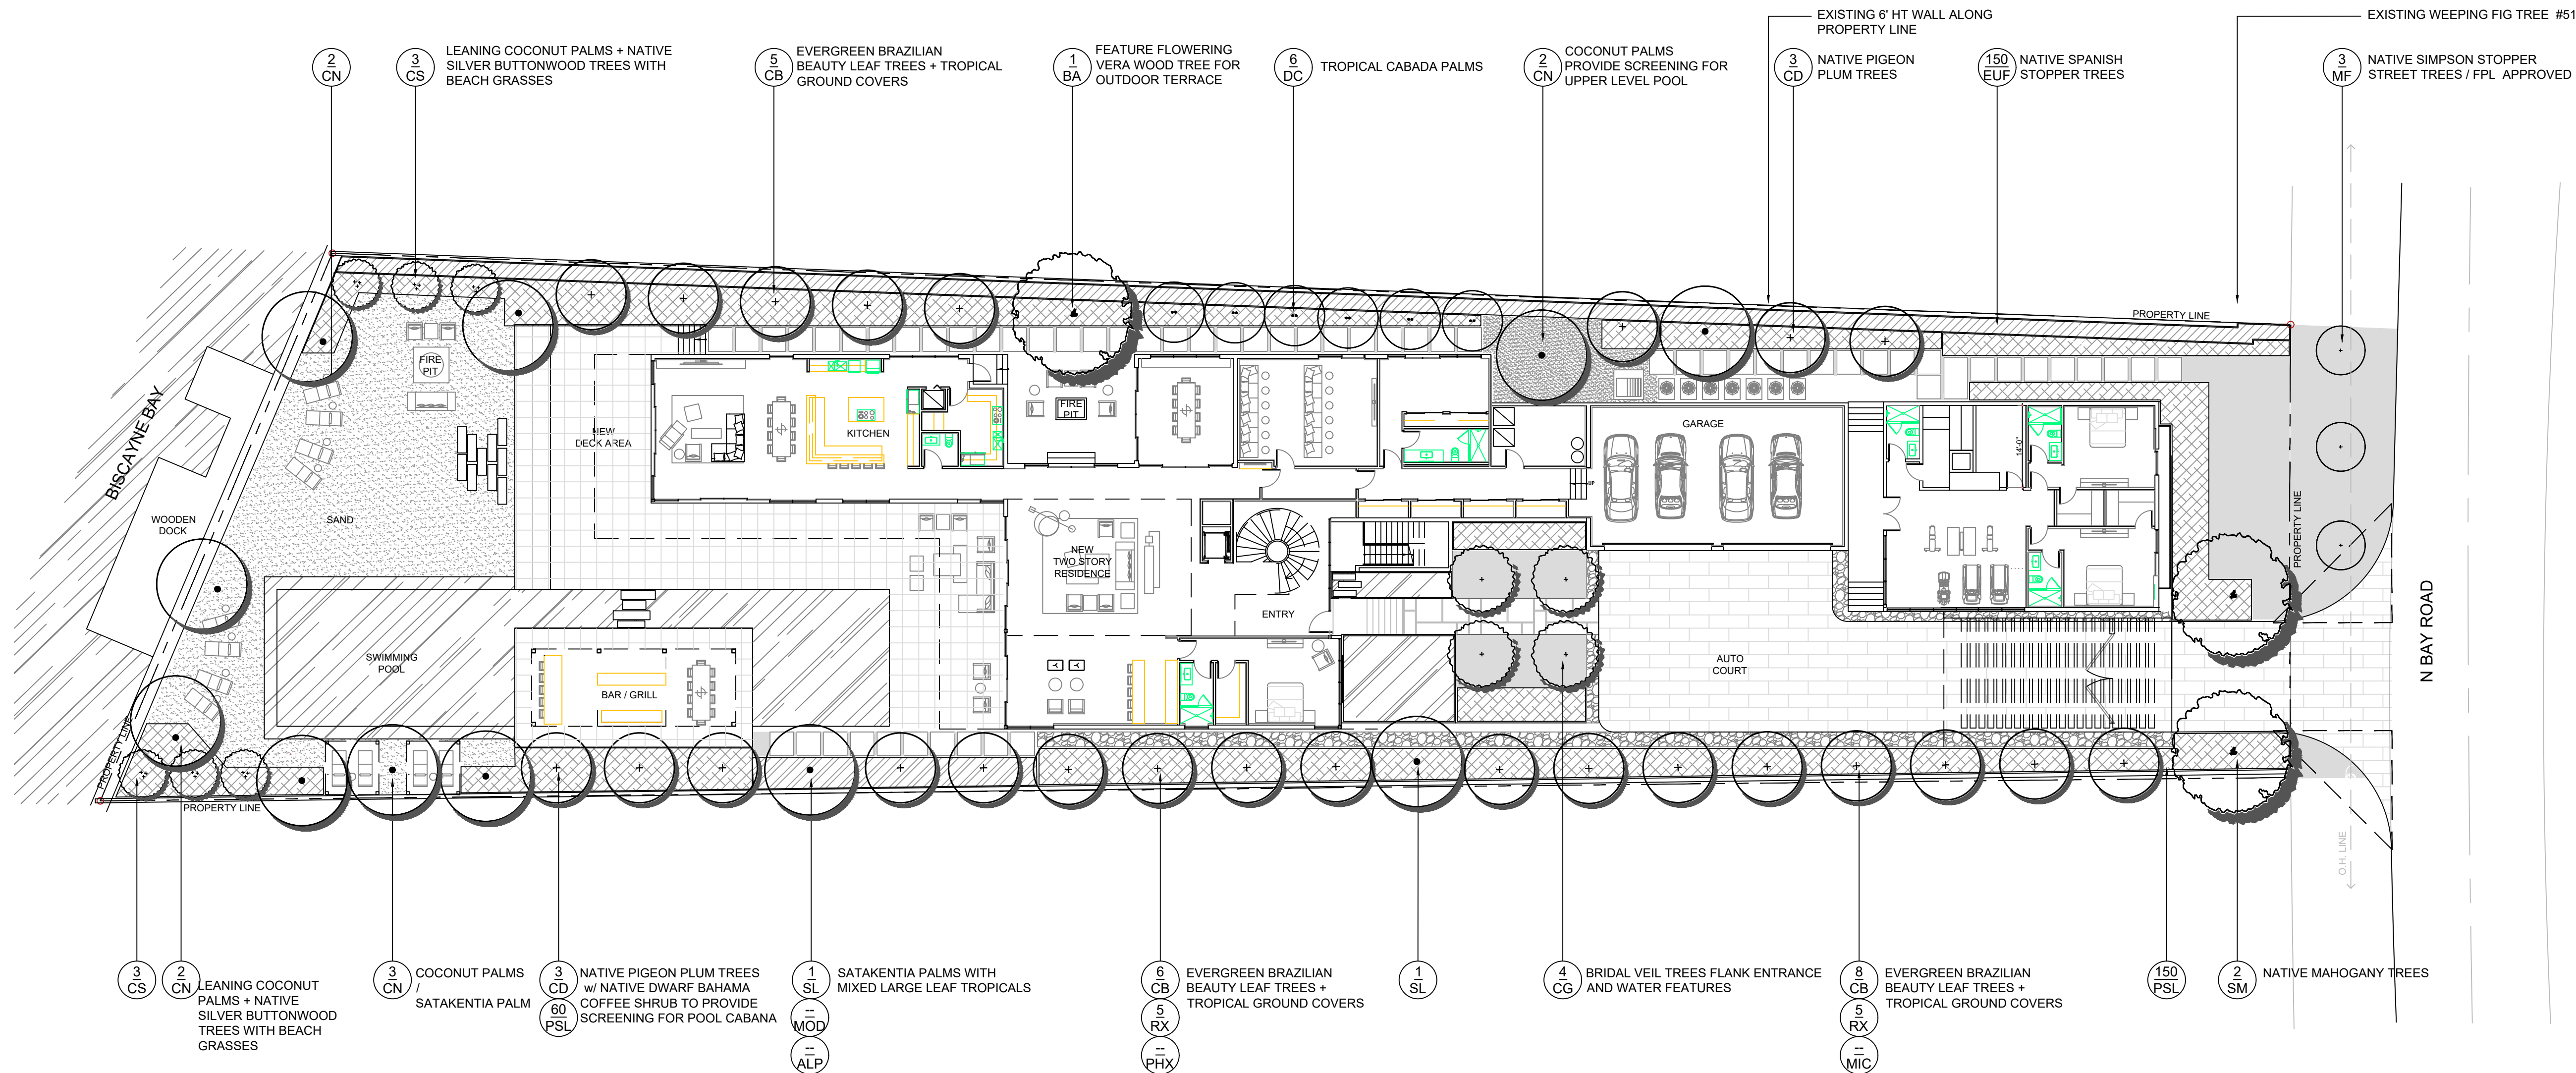 EXISTING 6' HT WALL ALONG
PROPERTY LINE
EXISTING WEEPING FIG TREE #51
2
CN
3
CS
LEANING COCONUT PALMS + NATIVE
SILVER BUTTONWOOD TREES WITH
BEACH GRASSES
5
CB
EVERGREEN BRAZILIAN
BEAUTY LEAF TREES + TROPICAL
GROUND COVERS
1
BA
FEATURE FLOWERING
VERA WOOD TREE FOR
OUTDOOR TERRACE
6
DC
TROPICAL CABADA PALMS
2
CN
COCONUT PALMS
PROVIDE SCREENING FOR
UPPER LEVEL POOL
3
CD
NATIVE PIGEON
PLUM TREES
150
EUF
NATIVE SPANISH
STOPPER TREES
3
MF
NATIVE SIMPSON STOPPER
STREET TREES / FPL APPROVED
PROPERTY LINE
BISCAYNE BAY
WOODEN
DOCK
FIRE
PIT
SAND
NEW
DECK AREA
KITCHEN
FIRE
PIT
GARAGE
UP
14'-0"
PROPERTY LINE
NEW
TWO STORY
RESIDENCE
ENTRY
SWIMMING
POOL
BAR / GRILL
AUTO
COURT
N BAY ROAD
PROPERTY LINE
PROPERTY LINE
O.H. LINE
3
CS
2
CN
LEANING COCONUT
PALMS + NATIVE
SILVER BUTTONWOOD
TREES WITH BEACH
GRASSES
3
CN
COCONUT PALMS
/
SATAKENTIA PALM
3
CD
60
PSL
NATIVE PIGEON PLUM TREES
w/ NATIVE DWARF BAHAMA
COFFEE SHRUB TO PROVIDE
SCREENING FOR POOL CABANA
1
SL
--
MOD
--
ALP
SATAKENTIA PALMS WITH
MIXED LARGE LEAF TROPICALS
6
CB
5
RX
--
PHX
EVERGREEN BRAZILIAN
BEAUTY LEAF TREES +
TROPICAL GROUND COVERS
1
SL
4
CG
BRIDAL VEIL TREES FLANK ENTRANCE
AND WATER FEATURES
8
CB
5
RX
--
MIC
EVERGREEN BRAZILIAN
BEAUTY LEAF TREES +
TROPICAL GROUND COVERS
150
PSL
2
SM
NATIVE MAHOGANY TREES